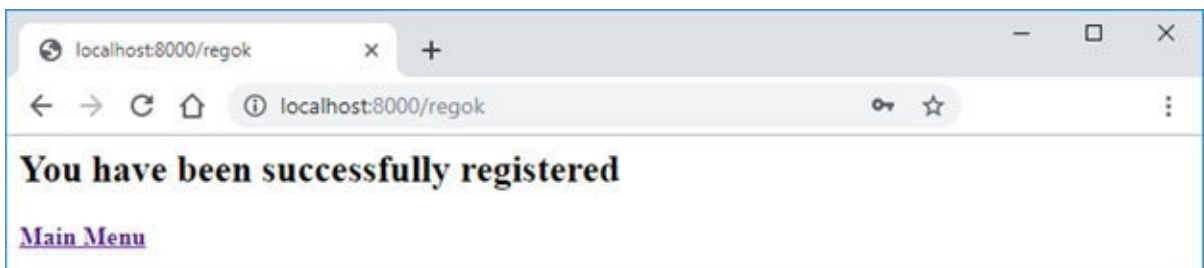 localhost:8000/regok
localhost:8000/regok
You have been successfully registered
Main Menu